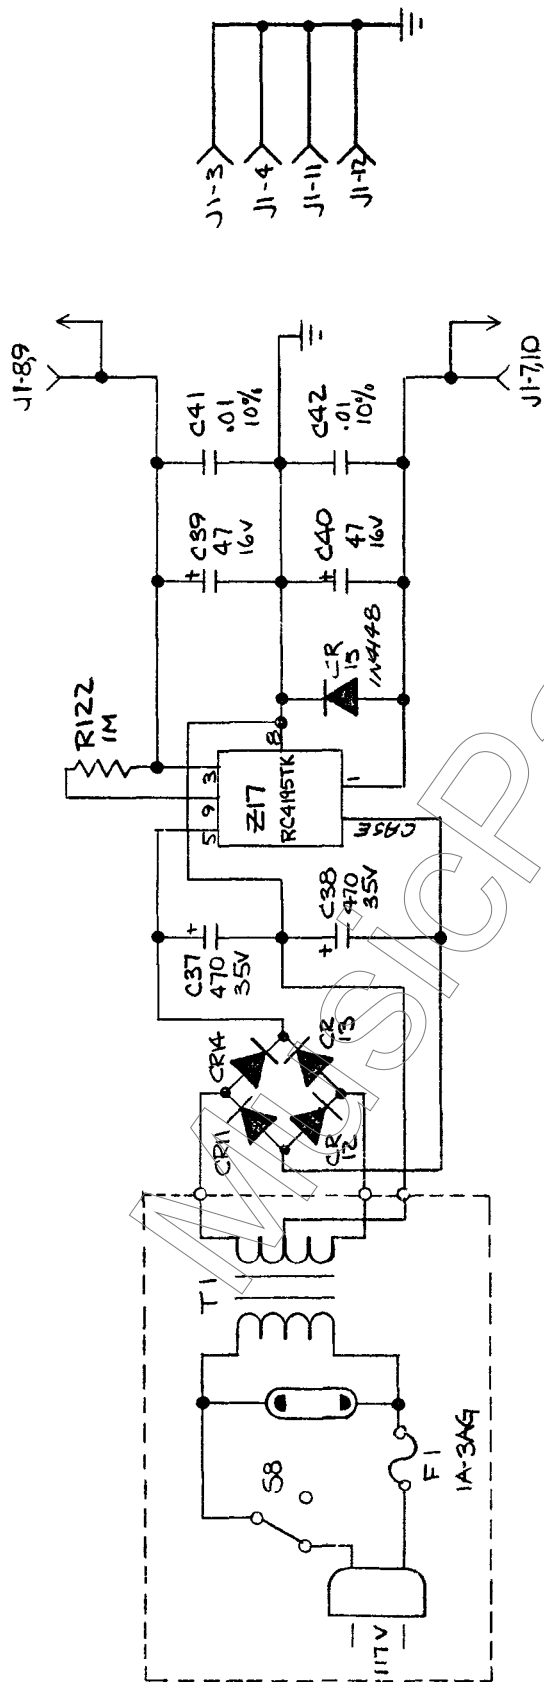 J1-3
J1-4
J1-11
J1-12
J1-8,9
J1-7,10
C41
.01
10%
C42
.01
10%
C39
47
16V
C40
47
16V
CR
15
1N4148
R122
1M
3
9
5
8
1
Z17
RC4195TK
CASE
C37
470
35V
C38
470
35V
CR14
CR
13
CR11
CR
12
T1
S8
F1
1A-3AG
117V